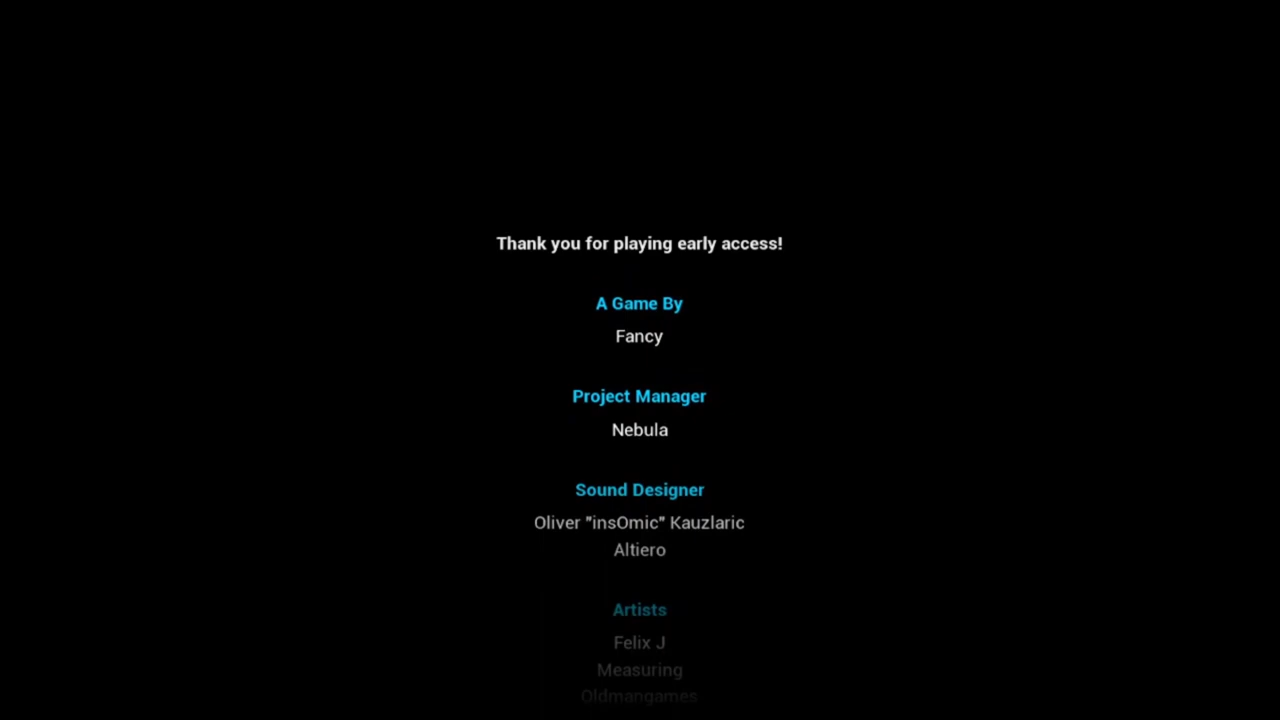 Thank you for playing early access!
A Game By
Fancy
Project Manager
Nebula
Sound Designer
Oliver "insOmic" Kauzlaric
Altiero
Artists
Felix J
Measuring
Oldmangames